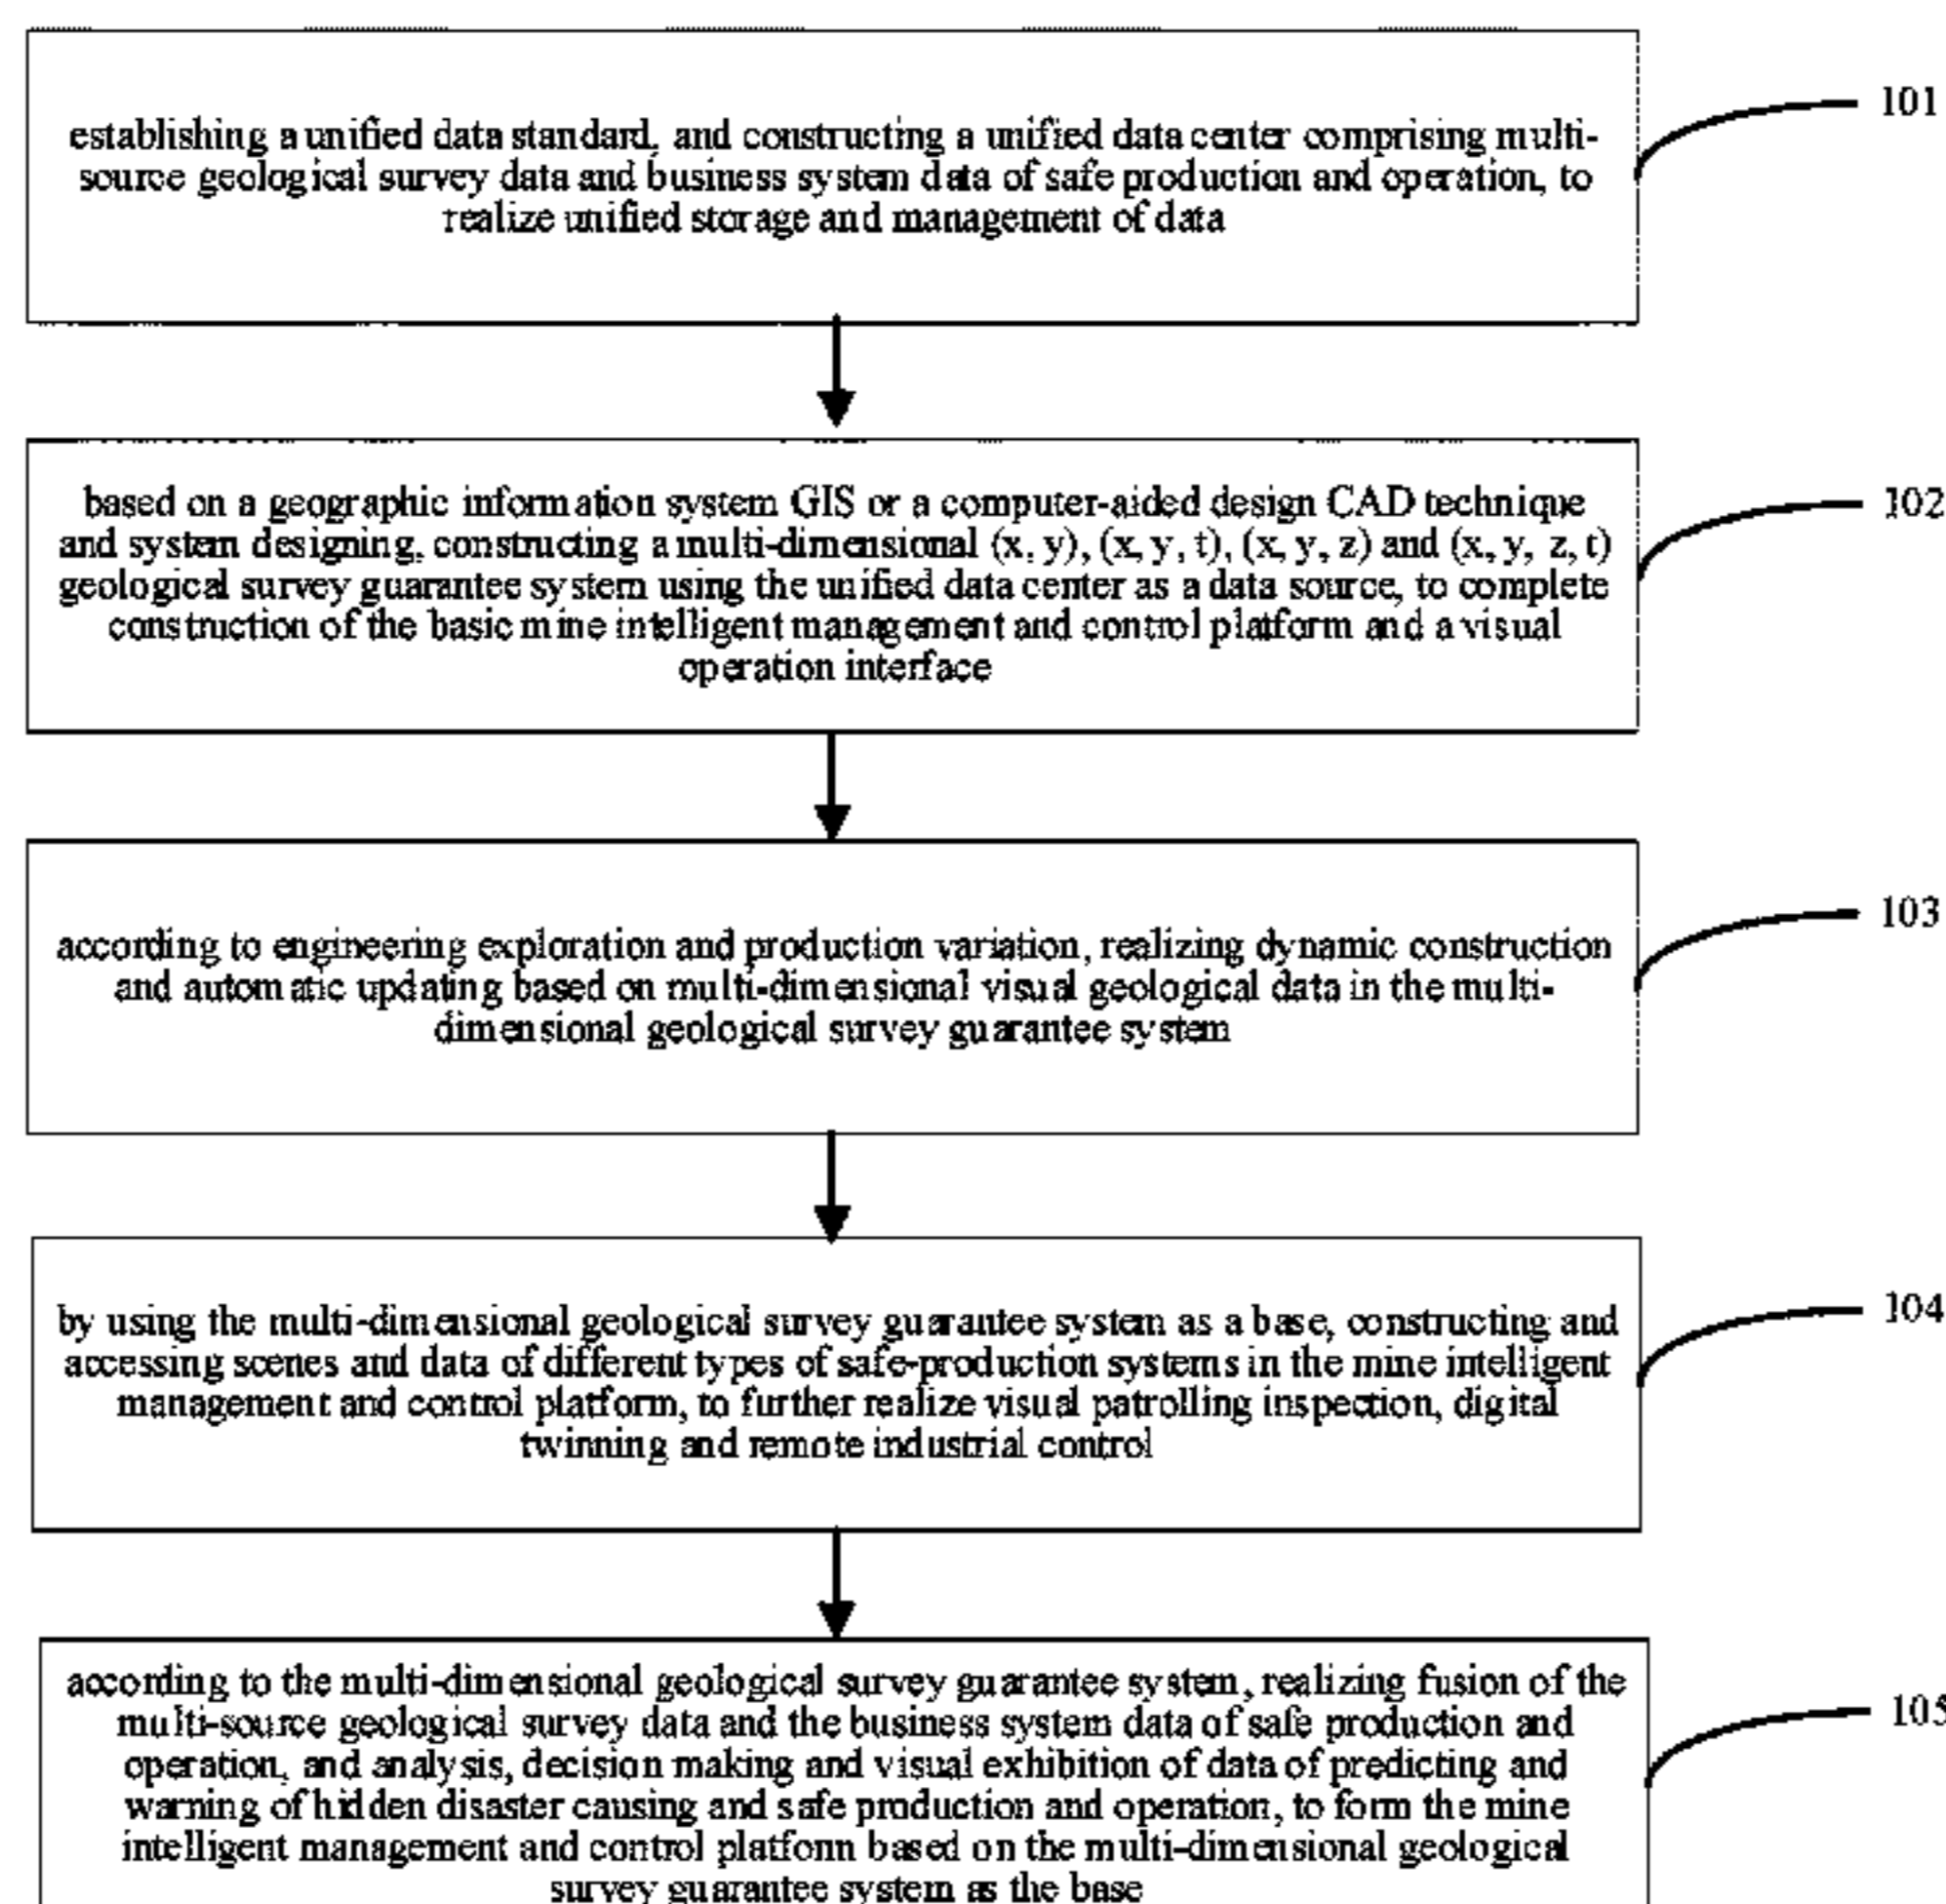 establishing a unified data standard, and constructing a unified data center comprising multi-
source geological survey data and business system data of safe production and operation, to
realize unified storage and management of data
101
based on a geographic information system GIS or a computer-aided design CAD technique
and system designing, constructing a multi-dimensional (x, y), (x, y, t), (x, y, z) and (x, y, z, t)
geological survey guarantee system using the unified data center as a data source, to complete
construction of the basic mine intelligent management and control platform and a visual
operation interface
102
according to engineering exploration and production variation, realizing dynamic construction
and automatic updating based on multi-dimensional visual geological data in the multi-
dimensional geological survey guarantee system
103
by using the multi-dimensional geological survey guarantee system as a base, constructing and
accessing scenes and data of different types of safe-production systems in the mine intelligent
management and control platform, to further realize visual patrolling inspection, digital
twinning and remote industrial control
104
according to the multi-dimensional geological survey guarantee system, realizing fusion of the
multi-source geological survey data and the business system data of safe production and
operation, and analysis, decision making and visual exhibition of data of predicting and
warning of hidden disaster causing and safe production and operation, to form the mine
intelligent management and control platform based on the multi-dimensional geological
survey guarantee system as the base
105